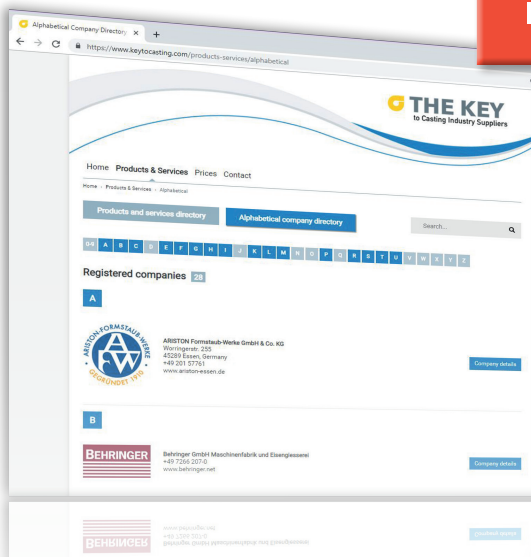 Alphabetical Company Directory
https://www.keytocasting.com/products-services/alphabetical
THE KEY
to Casting Industry Suppliers
Home Products & Services Prices Contact
Home Products & Services Alphabetical
Products and services directory
Alphabetical company directory
Search...
A B C D E F G H I J K L M N O P Q R S T U V W X Y Z
Registered companies 28
A
ARISTON-FORMSTAUB-WERKE
AFW
GEGRÜNDET 1910
ARISTON Formstaub-Werke GmbH & Co. KG
Worringerstr. 255
45289 Essen, Germany
+49 201 57761
www.ariston-essen.de
Company details
B
BEHRINGER
Behringer GmbH Maschinenfabrik und Eisengiesserei
+49 7266 207-0
www.behringer.net
Company details